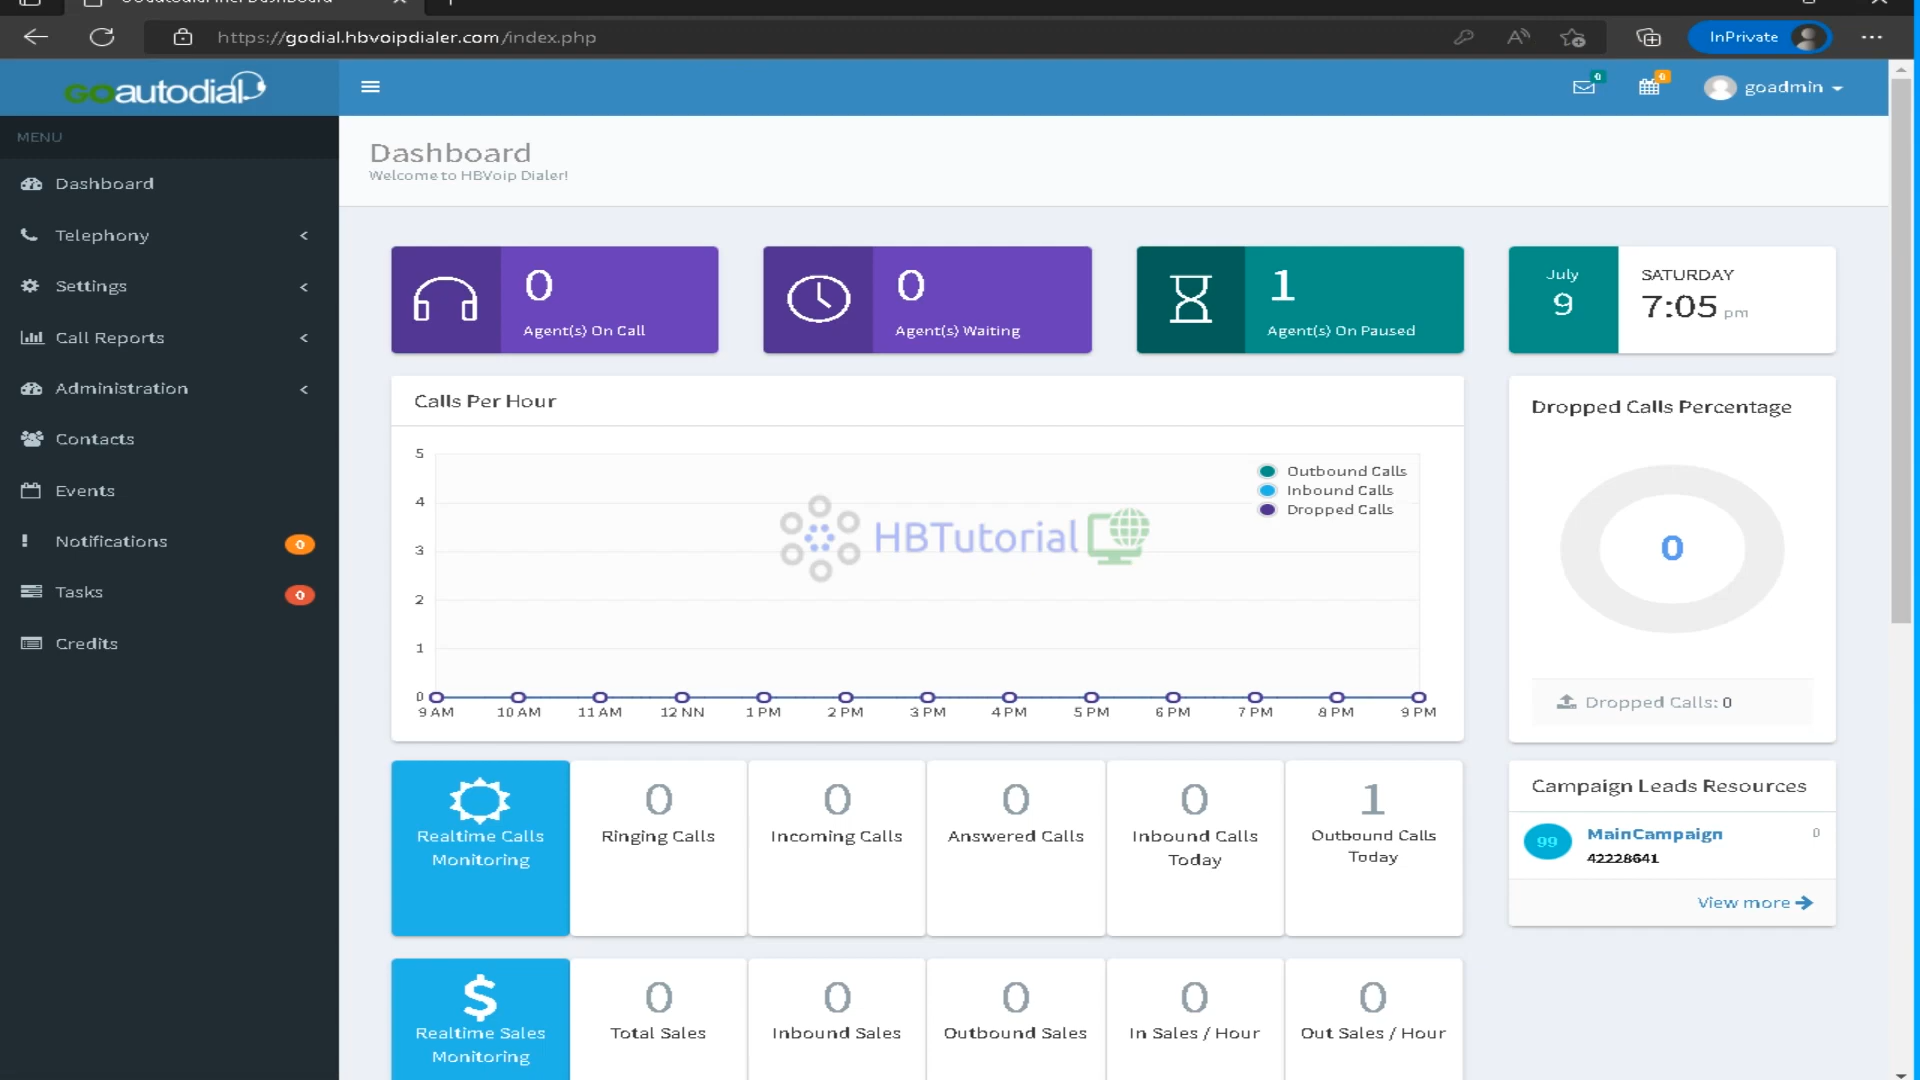 https://godial.hbvoipdialer.com/index.php
InPrivate
GOautodial
0
0
goadmin
MENU
Dashboard
Telephony
Settings
Call Reports
Administration
Contacts
Events
Notifications 0
Tasks 0
Credits
Dashboard
Welcome to HBVoip Dialer!
0
Agent(s) On Call
0
Agent(s) Waiting
1
Agent(s) On Paused
July
9
SATURDAY
7:05 pm
Calls Per Hour
5
4
3
2
1
0
Outbound Calls
Inbound Calls
Dropped Calls
HBTutorial
9 AM 10 AM 11 AM 12 NN 1 PM 2 PM 3 PM 4 PM 5 PM 6 PM 7 PM 8 PM 9 PM
Dropped Calls Percentage
0
Dropped Calls: 0
Realtime Calls
Monitoring
0
Ringing Calls
0
Incoming Calls
0
Answered Calls
0
Inbound Calls
Today
1
Outbound Calls
Today
Campaign Leads Resources
99
MainCampaign 0
42228641
View more
Realtime Sales
Monitoring
0
Total Sales
0
Inbound Sales
0
Outbound Sales
0
In Sales / Hour
0
Out Sales / Hour